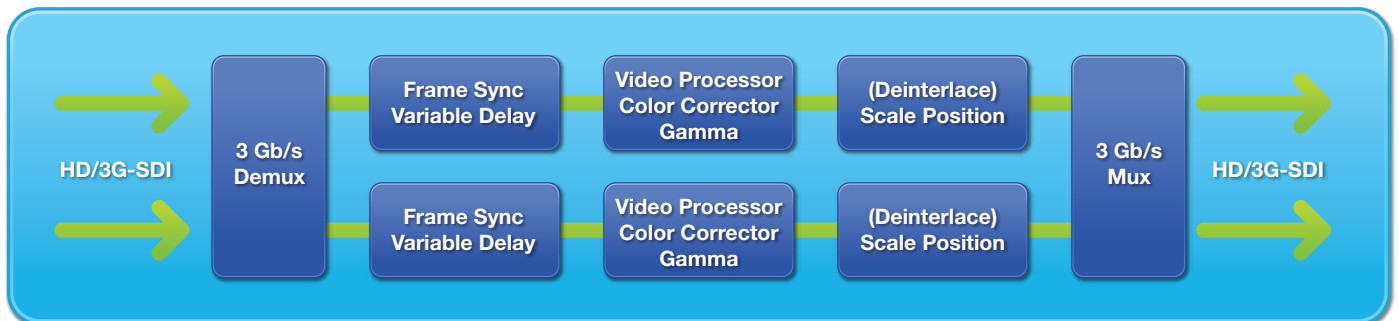 HD/3G-SDI
3 Gb/s
Demux
Frame Sync
Variable Delay
Video Processor
Color Corrector
Gamma
(Deinterlace)
Scale Position
Frame Sync
Variable Delay
Video Processor
Color Corrector
Gamma
(Deinterlace)
Scale Position
3 Gb/s
Mux
HD/3G-SDI